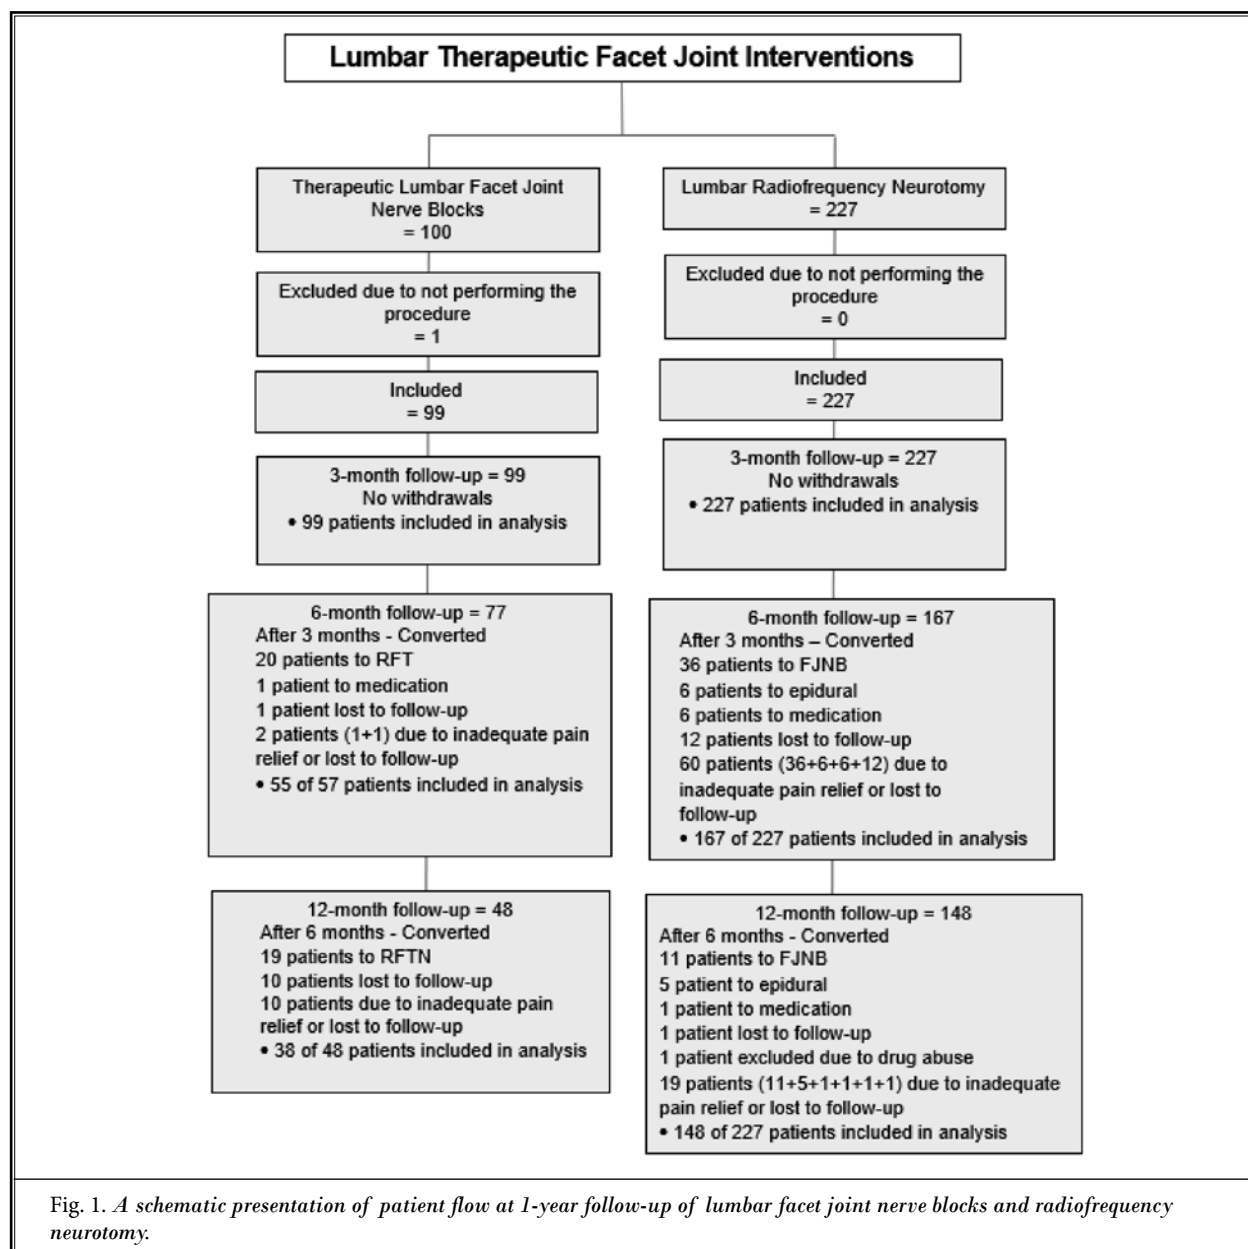 Lumbar Therapeutic Facet Joint Interventions
Therapeutic Lumbar Facet Joint
Nerve Blocks
= 100
Excluded due to not performing the
procedure
= 1
Included
= 99
3-month follow-up = 99
No withdrawals
• 99 patients included in analysis
6-month follow-up = 77
After 3 months - Converted
20 patients to RFT
1 patient to medication
1 patient lost to follow-up
2 patients (1+1) due to inadequate pain
relief or lost to follow-up
• 55 of 57 patients included in analysis
12-month follow-up = 48
After 6 months - Converted
19 patients to RFTN
10 patients lost to follow-up
10 patients due to inadequate pain
relief or lost to follow-up
• 38 of 48 patients included in analysis
Lumbar Radiofrequency Neurotomy
= 227
Excluded due to not performing the
procedure
= 0
Included
= 227
3-month follow-up = 227
No withdrawals
• 227 patients included in analysis
6-month follow-up = 167
After 3 months – Converted
36 patients to FJNB
6 patients to epidural
6 patients to medication
12 patients lost to follow-up
60 patients (36+6+6+12) due to
inadequate pain relief or lost to
follow-up
• 167 of 227 patients included in analysis
12-month follow-up = 148
After 6 months - Converted
11 patients to FJNB
5 patient to epidural
1 patient to medication
1 patient lost to follow-up
1 patient excluded due to drug abuse
19 patients (11+5+1+1+1+1) due to inadequate
pain relief or lost to follow-up
• 148 of 227 patients included in analysis
Fig. 1. A schematic presentation of patient flow at 1-year follow-up of lumbar facet joint nerve blocks and radiofrequency
neurotomy.